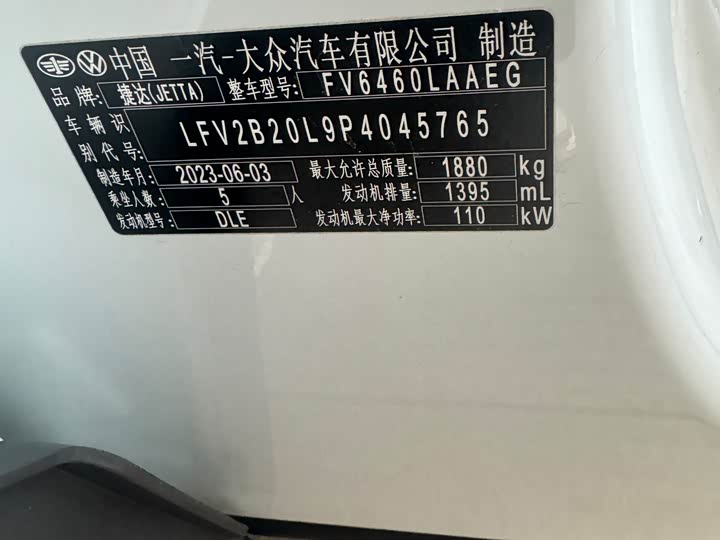 中国 一汽-大众汽车有限公司 制造
品牌: 捷达(JETTA) 整车型号: FV6460LAAEG
车辆识别代号: LFV2B20L9P4045765
制造年月: 2023-06-03 最大允许总质量: 1880 kg
乘坐人数: 5 人 发动机排量: 1395 mL
发动机型号: DLE 发动机最大净功率: 110 kW